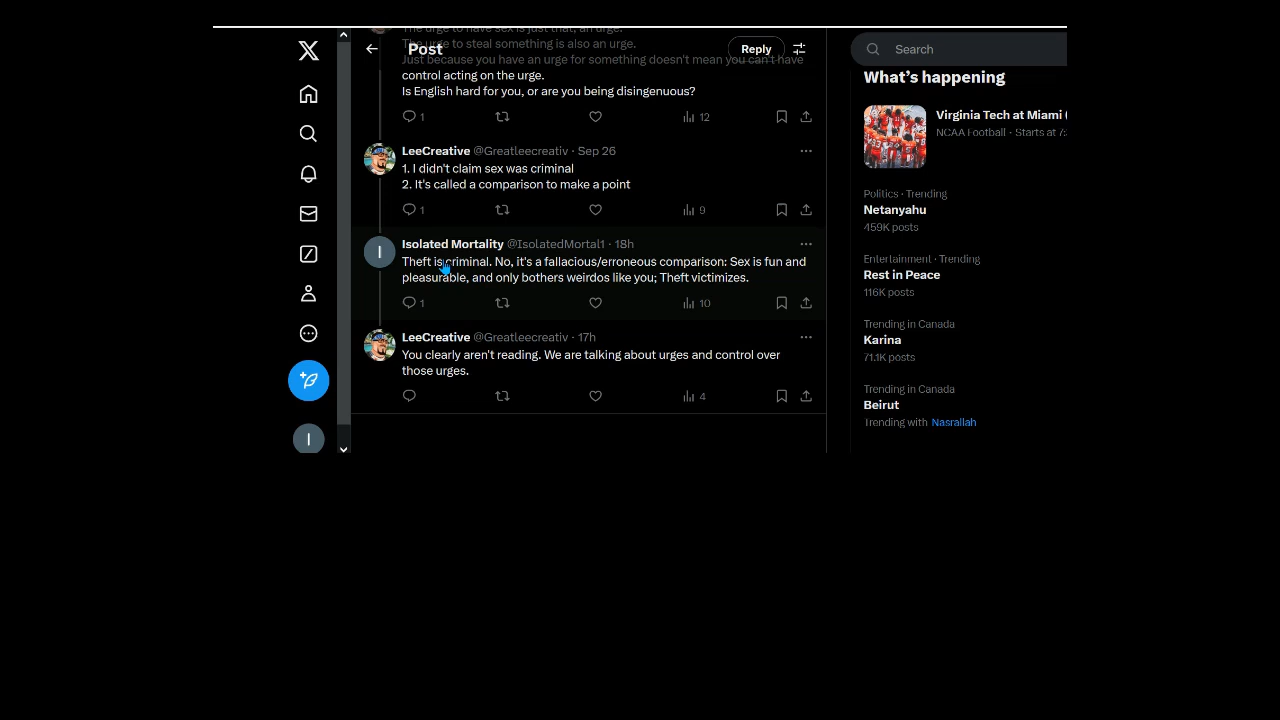 The urge to have sex is just that, an urge.
The urge to steal something is also an urge.
Post
Reply
Search
Just because you have an urge for something doesn't mean you can't have
control acting on the urge.
Is English hard for you, or are you being disingenuous?
1
12
LeeCreative @Greatleecreativ · Sep 26
1. I didn't claim sex was criminal
2. It's called a comparison to make a point
1
9
Isolated Mortality @IsolatedMortal1 · 18h
Theft is criminal. No, it's a fallacious/erroneous comparison: Sex is fun and
pleasurable, and only bothers weirdos like you; Theft victimizes.
1
10
LeeCreative @Greatleecreativ · 17h
You clearly aren't reading. We are talking about urges and control over
those urges.
4
I
I
What's happening
Virginia Tech at Miami (
NCAA Football · Starts at 7:
Politics · Trending
Netanyahu
459K posts
Entertainment · Trending
Rest in Peace
116K posts
Trending in Canada
Karina
71.1K posts
Trending in Canada
Beirut
Trending with Nasrallah